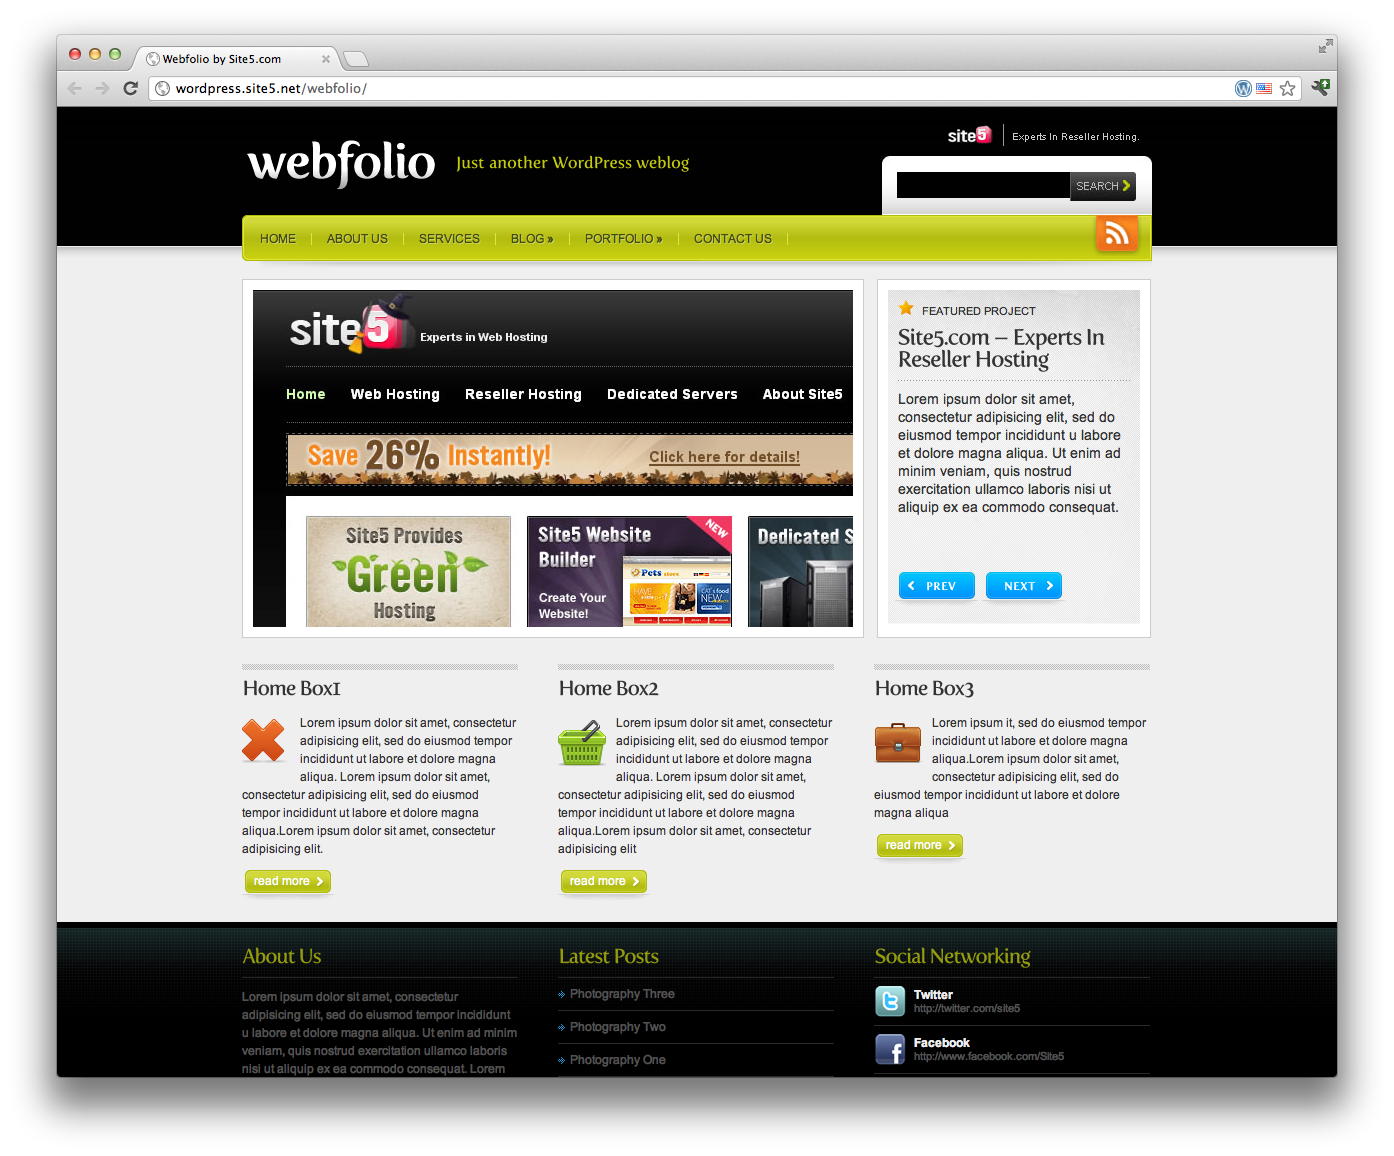 Webfolio by Site5.com
wordpress.site5.net/webfolio/
site5 Experts In Reseller Hosting.
webfolio Just another WordPress weblog
SEARCH
HOME ABOUT US SERVICES BLOG » PORTFOLIO » CONTACT US
site5 Experts in Web Hosting
Home Web Hosting Reseller Hosting Dedicated Servers About Site5
Save 26% Instantly! Click here for details!
Site5 Provides
Green
Hosting
Site5 Website
Builder
NEW
Create Your
Website!
Pets store
Dedicated S
FEATURED PROJECT
Site5.com – Experts In
Reseller Hosting
Lorem ipsum dolor sit amet,
consectetur adipisicing elit, sed do
eiusmod tempor incididunt u labore
et dolore magna aliqua. Ut enim ad
minim veniam, quis nostrud
exercitation ullamco laboris nisi ut
aliquip ex ea commodo consequat.
PREV NEXT
Home Box1
Lorem ipsum dolor sit amet, consectetur
adipisicing elit, sed do eiusmod tempor
incididunt ut labore et dolore magna
aliqua. Lorem ipsum dolor sit amet,
consectetur adipisicing elit, sed do eiusmod
tempor incididunt ut labore et dolore magna
aliqua.Lorem ipsum dolor sit amet, consectetur
adipisicing elit.
read more
Home Box2
Lorem ipsum dolor sit amet, consectetur
adipisicing elit, sed do eiusmod tempor
incididunt ut labore et dolore magna
aliqua. Lorem ipsum dolor sit amet,
consectetur adipisicing elit, sed do eiusmod
tempor incididunt ut labore et dolore magna
aliqua.Lorem ipsum dolor sit amet, consectetur
adipisicing elit
read more
Home Box3
Lorem ipsum it, sed do eiusmod tempor
incididunt ut labore et dolore magna
aliqua.Lorem ipsum dolor sit amet,
consectetur adipisicing elit, sed do
eiusmod tempor incididunt ut labore et dolore
magna aliqua
read more
About Us
Lorem ipsum dolor sit amet, consectetur
adipisicing elit, sed do eiusmod tempor incididunt
u labore et dolore magna aliqua. Ut enim ad minim
veniam, quis nostrud exercitation ullamco laboris
nisi ut aliquip ex ea commodo consequat. Lorem
Latest Posts
Photography Three
Photography Two
Photography One
Social Networking
Twitter
http://twitter.com/site5
Facebook
http://www.facebook.com/Site5